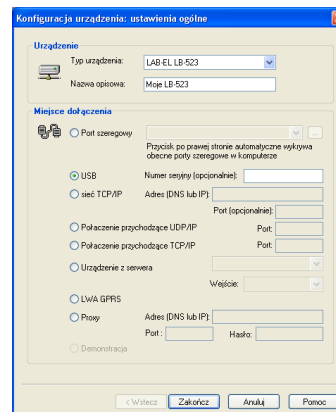 Konfiguracja urządzenia: ustawienia ogólne
Urządzenie
Typ urządzenia: LAB-EL LB-523
Nazwa opisowa: Moje LB-523
Miejsce dołączenia
Port szeregowy ...
Przycisk po prawej stronie automatyczne wykrywa
obecne porty szeregowe w komputerze
USB Numer seryjny (opcjonalnie):
sieć TCP/IP Adres (DNS lub IP):
Port (opcjonalnie):
Połaczenie przychodzące UDP/IP Port:
Połaczenie przychodzące TCP/IP Port:
Urządzenie z serwera
Wejście:
LWA GPRS
Proxy Adres (DNS lub IP):
Port: Hasło:
Demonstracja
< Wstecz Zakończ Anuluj Pomoc